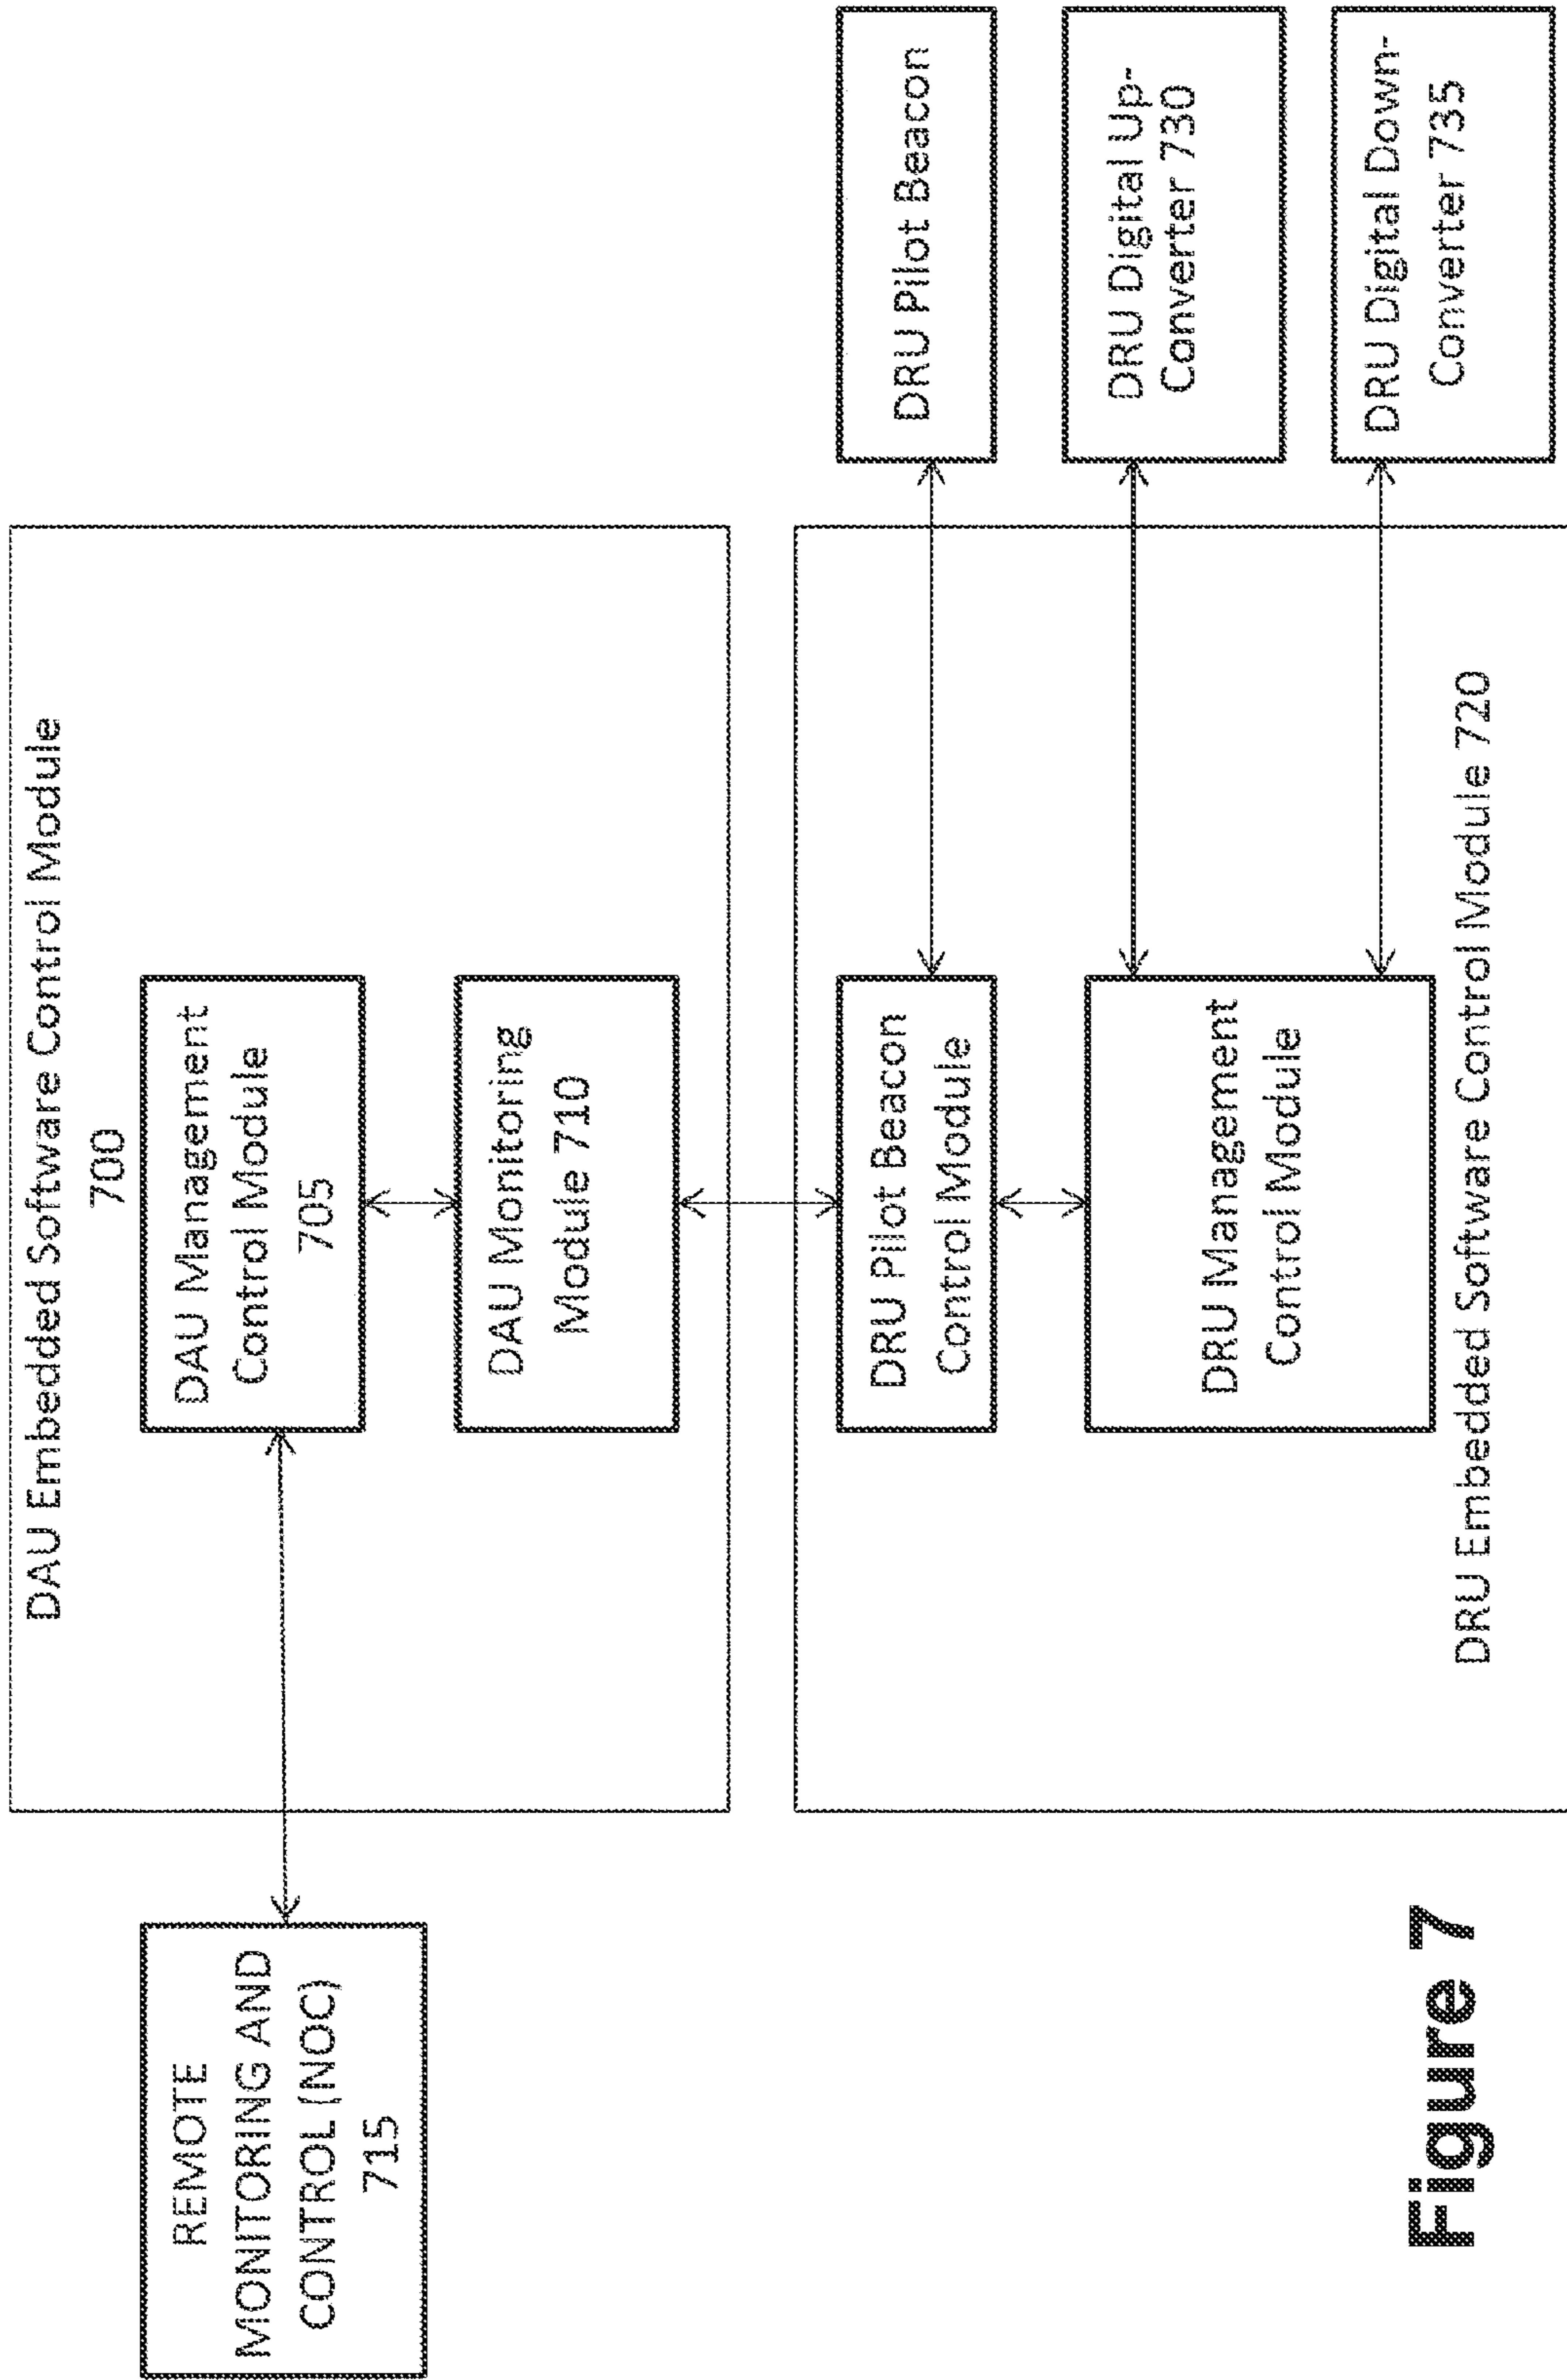 DAU Embedded Software Control Module
700
REMOTE
MONITORING AND
CONTROL (NOC)
715
DAU Management
Control Module
705
DAU Monitoring
Module 710
DRU Pilot Beacon
Control Module
DRU Pilot Beacon
DRU Management
Control Module
DRU Digital Up-
Converter 730
DRU Digital Down-
Converter 735
DRU Embedded Software Control Module 720
Figure 7